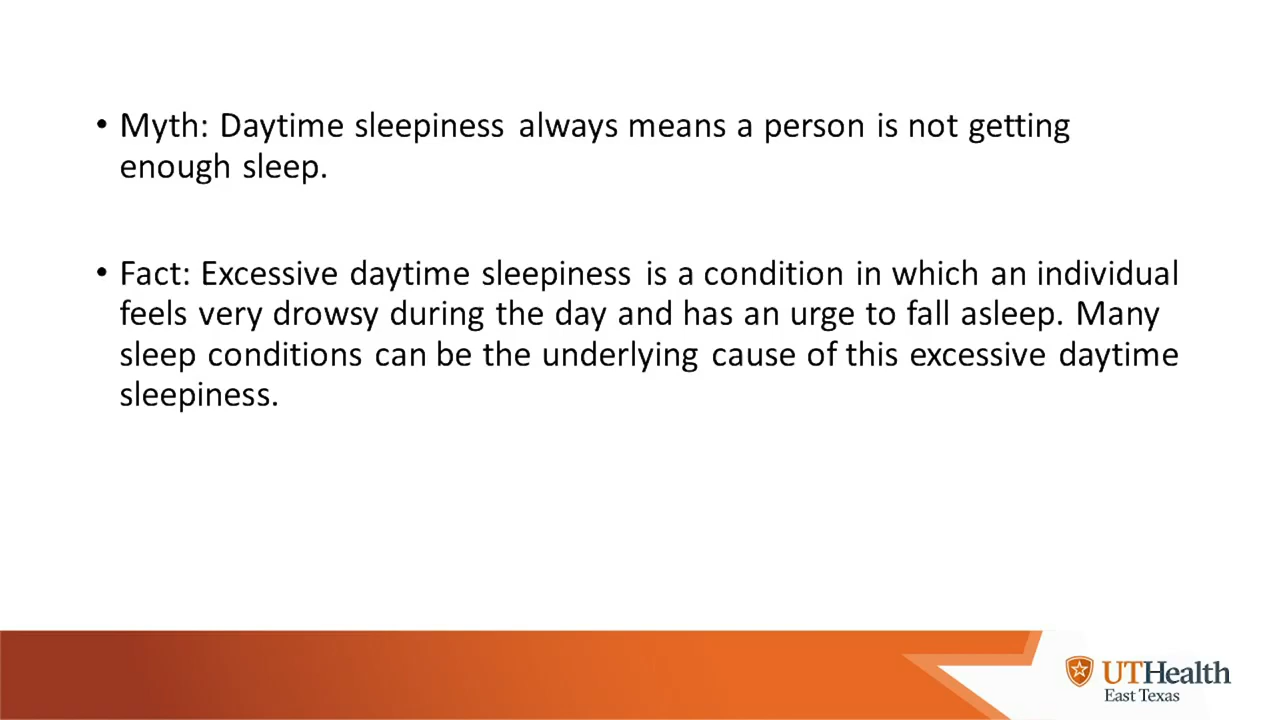 • Myth: Daytime sleepiness always means a person is not getting
enough sleep.
• Fact: Excessive daytime sleepiness is a condition in which an individual
feels very drowsy during the day and has an urge to fall asleep. Many
sleep conditions can be the underlying cause of this excessive daytime
sleepiness.
UTHealth
East Texas